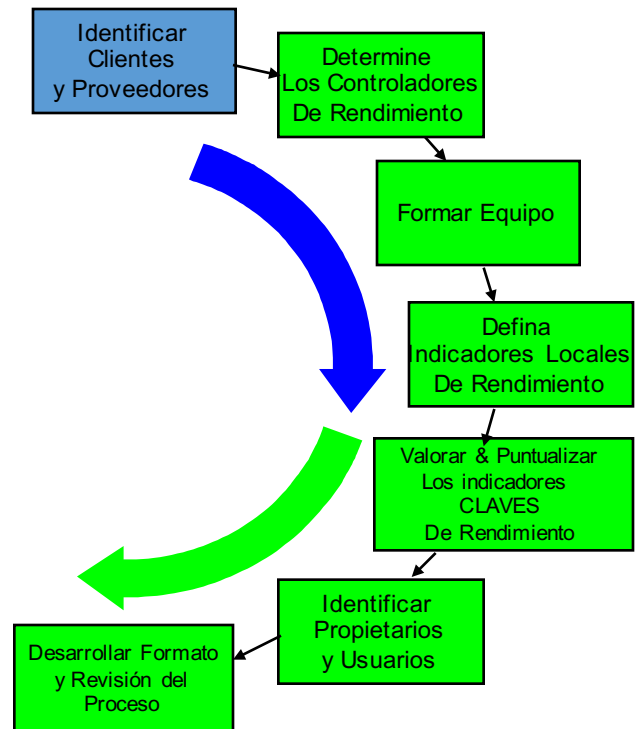 Identificar
Clientes
y Proveedores
Determine
Los Controladores
De Rendimiento
Formar Equipo
Defina
Indicadores Locales
De Rendimiento
Valorar & Puntualizar
Los indicadores
CLAVES
De Rendimiento
Identificar
Propietarios
y Usuarios
Desarrollar Formato
y Revisión del
Proceso